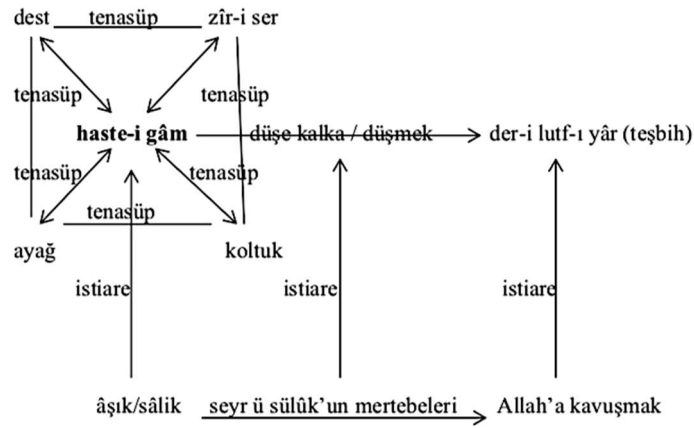 dest tenasüp zîr-i ser
tenasüp tenasüp
haste-i gâm düşe kalka / düşmek der-i lutf-ı yâr (teşbih)
tenasüp tenasüp
tenasüp
ayağ koltuk
istiare istiare istiare
âşık/sâlik seyr ü sülûk’un mertebeleri Allah’a kavuşmak